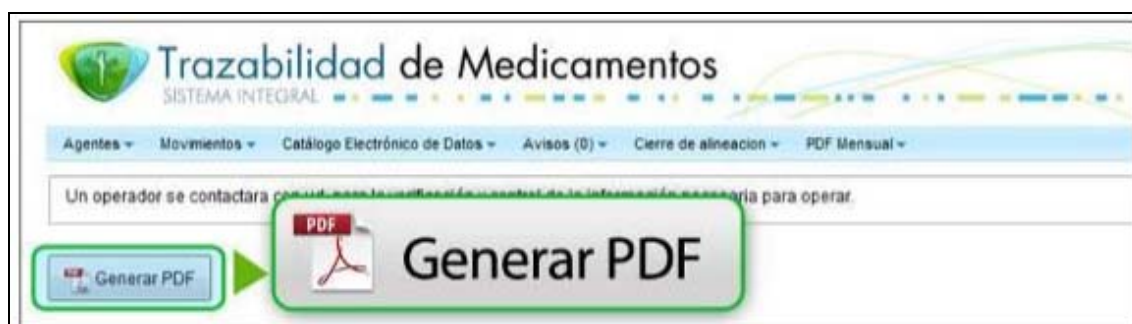 Trazabilidad de Medicamentos
SISTEMA INTEGRAL
Agentes Movimientos Catálogo Electrónico de Datos Avisos (0) Cierre de alineacion PDF Mensual
Un operador se contactara para operar.
PDF
Generar PDF
Generar PDF